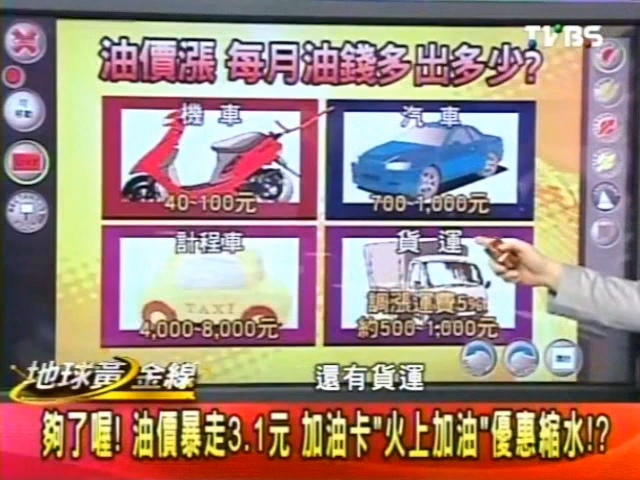 TVBS
油價漲 每月油錢多出多少?
機車
40-100元
汽車
700-1,000元
計程車
TAXI
4,000-8,000元
貨運
調漲運費5%
約500-1,000元
可移動
地球黃金線
還有貨運
夠了喔! 油價暴走3.1元 加油卡"火上加油"優惠縮水!?